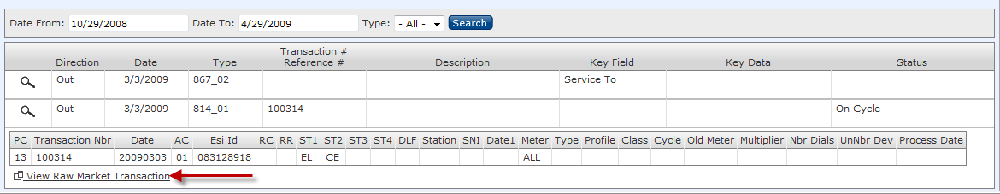 Date From: 10/29/2008 Date To: 4/29/2009 Type: - All - Search
Direction Date Type Transaction # Reference # Description Key Field Key Data Status
Out 3/3/2009 867_02 Service To
Out 3/3/2009 814_01 100314 On Cycle
PC Transaction Nbr Date AC Esi Id RC RR ST1 ST2 ST3 ST4 DLF Station SNI Date1 Meter Type Profile Class Cycle Old Meter Multiplier Nbr Dials UnNbr Dev Process Date
13 100314 20090303 01 083128918 EL CE ALL
View Raw Market Transaction